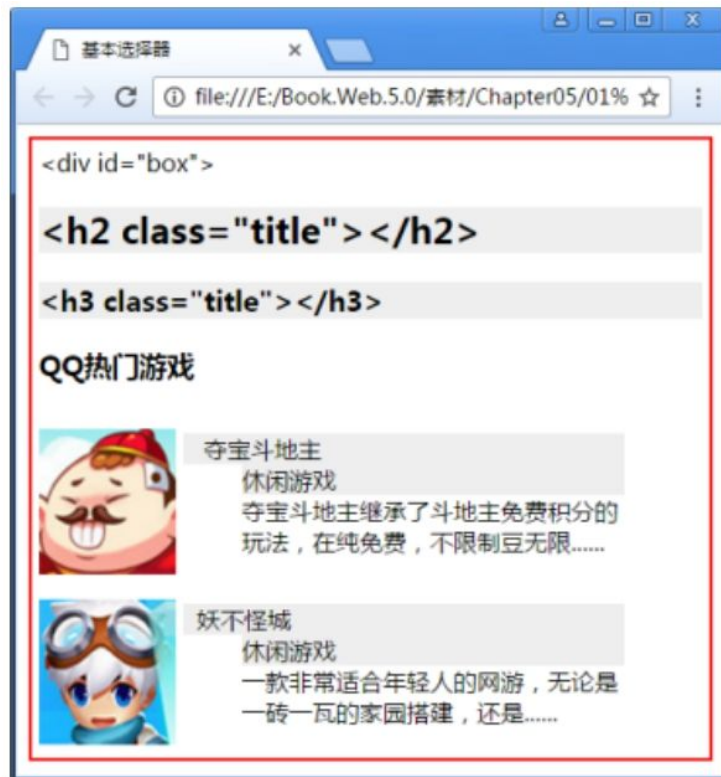 基本选择器
file:///E:/Book.Web.5.0/素材/Chapter05/01%
<div id="box">
<h2 class="title"></h2>
<h3 class="title"></h3>
QQ热门游戏
夺宝斗地主
休闲游戏
夺宝斗地主继承了斗地主免费积分的
玩法，在纯免费，不限制豆无限......
妖不怪城
休闲游戏
一款非常适合年轻人的网游，无论是
一砖一瓦的家园搭建，还是......